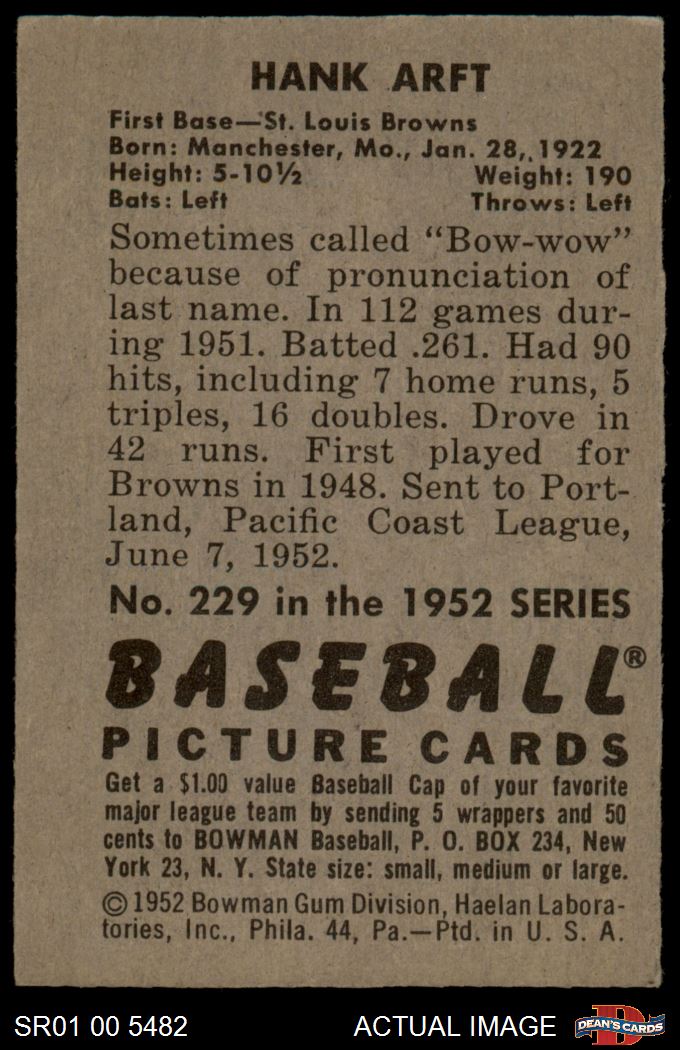 HANK ARFT
First Base—St. Louis Browns
Born: Manchester, Mo., Jan. 28,, 1922
Height: 5-10½ Weight: 190
Bats: Left Throws: Left
Sometimes called “Bow-wow”
because of pronunciation of
last name. In 112 games dur-
ing 1951. Batted .261. Had 90
hits, including 7 home runs, 5
triples, 16 doubles. Drove in
42 runs. First played for
Browns in 1948. Sent to Port-
land, Pacific Coast League,
June 7, 1952.
No. 229 in the 1952 SERIES
BASEBALL®
PICTURE CARDS
Get a $1.00 value Baseball Cap of your favorite
major league team by sending 5 wrappers and 50
cents to BOWMAN Baseball, P. O. BOX 234, New
York 23, N. Y. State size: small, medium or large.
© 1952 Bowman Gum Division, Haelan Labora-
tories, Inc., Phila. 44, Pa.—Ptd. in U. S. A.
SR01 00 5482 ACTUAL IMAGE D DEAN'S CARDS